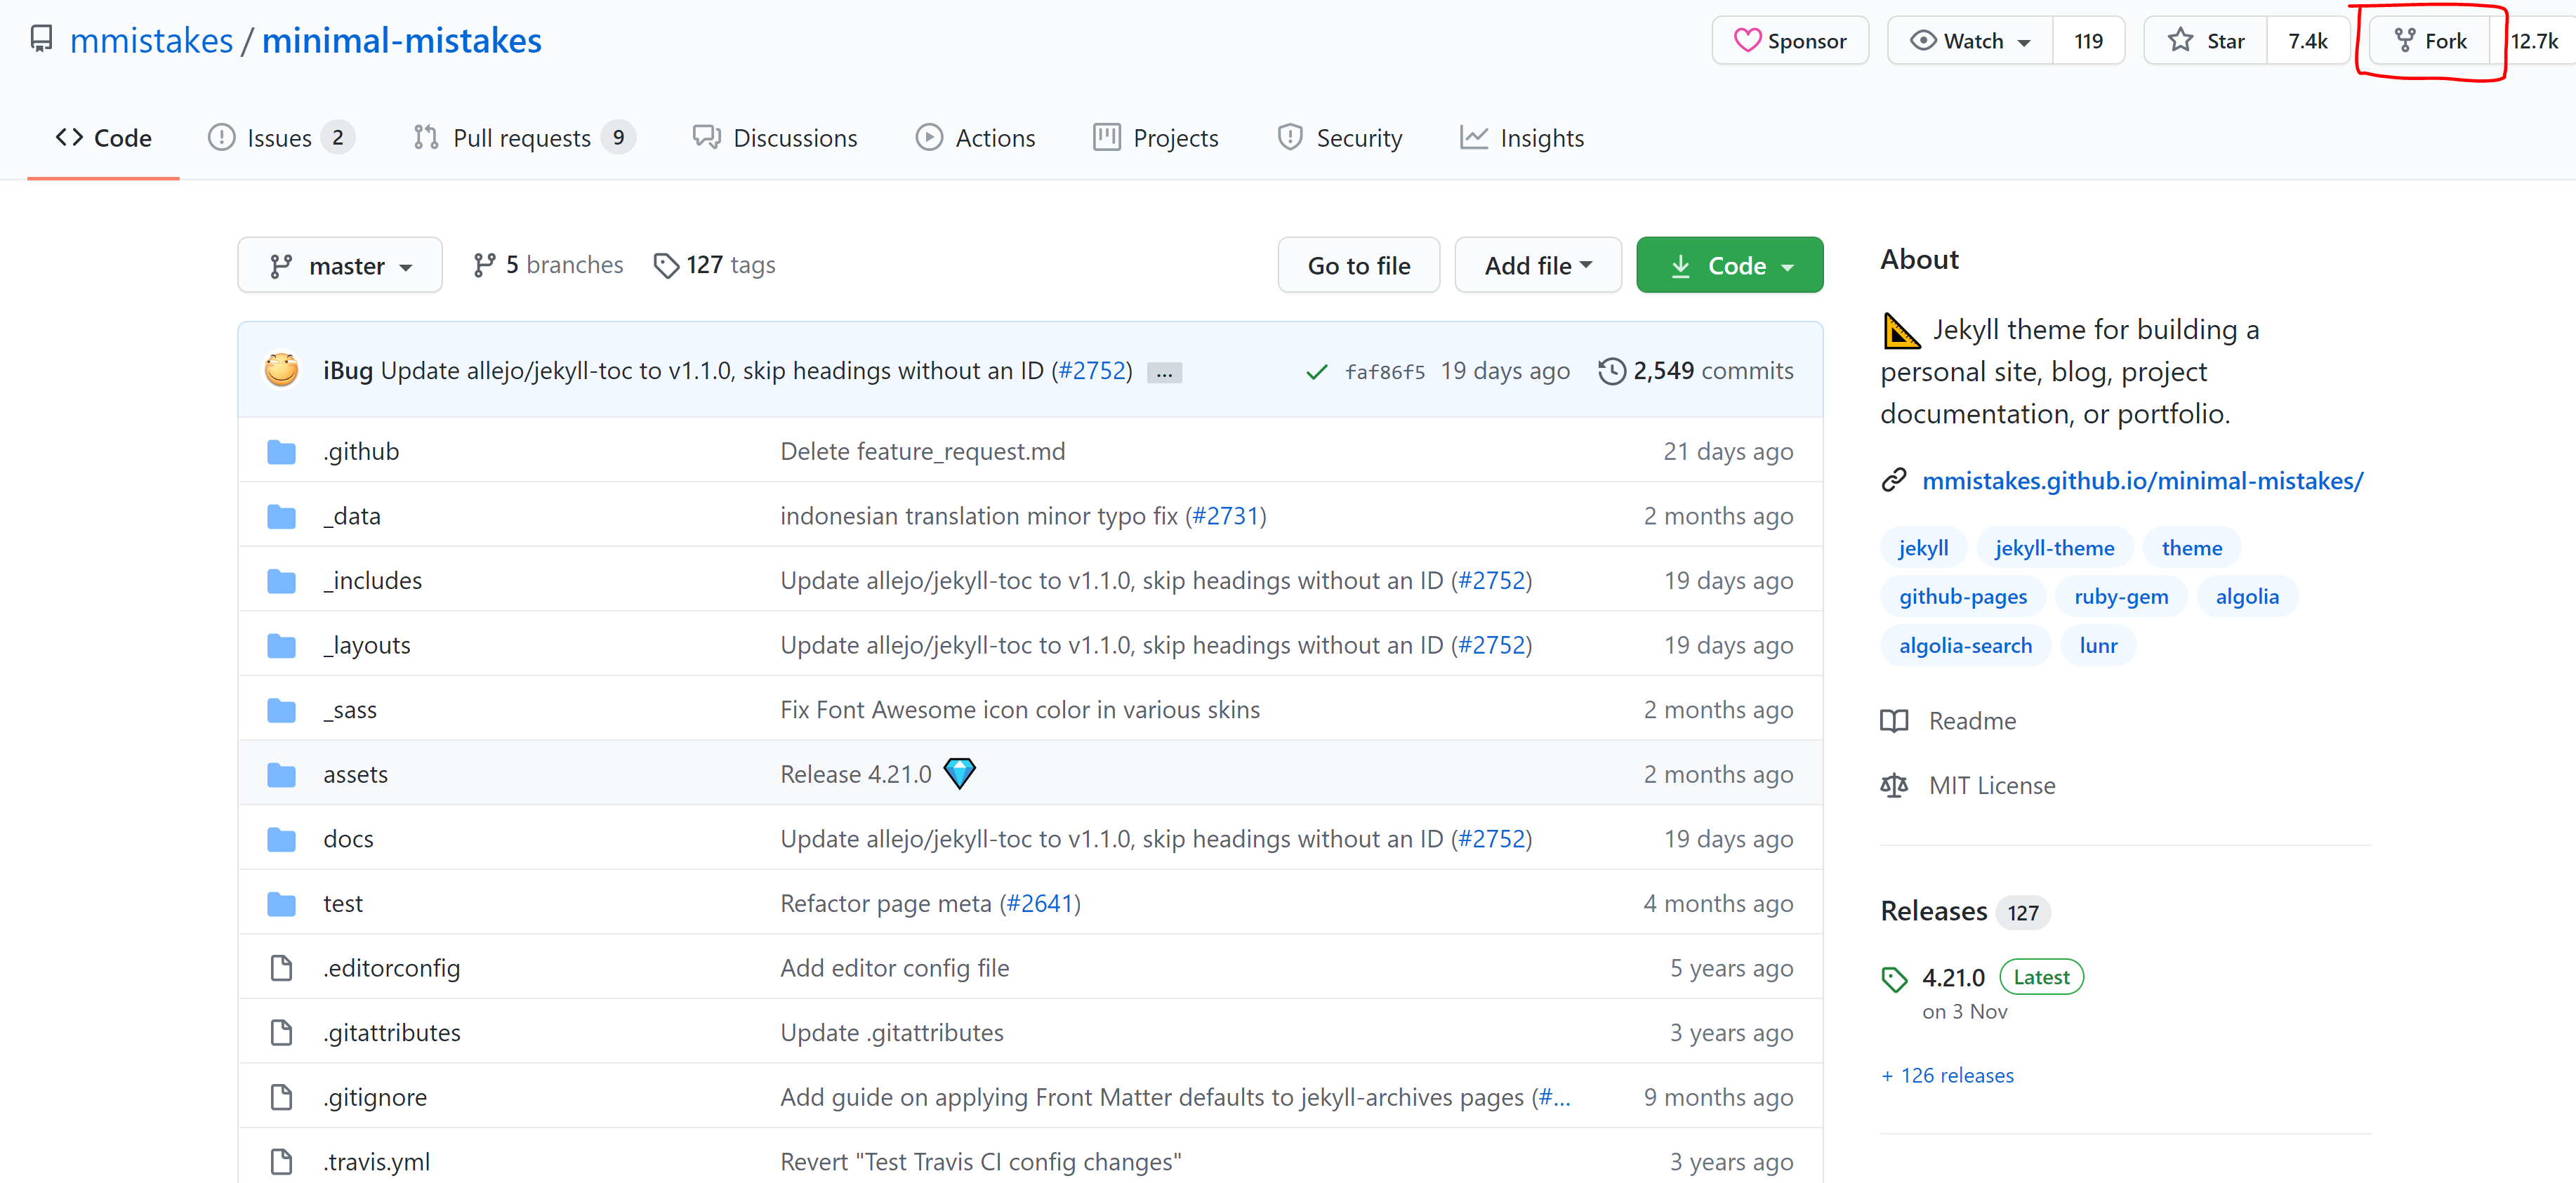 mmistakes / minimal-mistakes
Sponsor Watch 119 Star 7.4k Fork 12.7k
Code Issues 2 Pull requests 9 Discussions Actions Projects Security Insights
master 5 branches 127 tags Go to file Add file Code
iBug Update allejo/jekyll-toc to v1.1.0, skip headings without an ID (#2752) ... faf86f5 19 days ago 2,549 commits
.github Delete feature_request.md 21 days ago
_data indonesian translation minor typo fix (#2731) 2 months ago
_includes Update allejo/jekyll-toc to v1.1.0, skip headings without an ID (#2752) 19 days ago
_layouts Update allejo/jekyll-toc to v1.1.0, skip headings without an ID (#2752) 19 days ago
_sass Fix Font Awesome icon color in various skins 2 months ago
assets Release 4.21.0 2 months ago
docs Update allejo/jekyll-toc to v1.1.0, skip headings without an ID (#2752) 19 days ago
test Refactor page meta (#2641) 4 months ago
.editorconfig Add editor config file 5 years ago
.gitattributes Update .gitattributes 3 years ago
.gitignore Add guide on applying Front Matter defaults to jekyll-archives pages (#... 9 months ago
.travis.yml Revert "Test Travis CI config changes" 3 years ago
About
Jekyll theme for building a
personal site, blog, project
documentation, or portfolio.
mmistakes.github.io/minimal-mistakes/
jekyll jekyll-theme theme
github-pages ruby-gem algolia
algolia-search lunr
Readme
MIT License
Releases 127
4.21.0 Latest
on 3 Nov
+ 126 releases